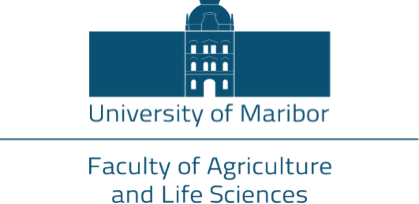 University of Maribor
Faculty of Agriculture
and Life Sciences